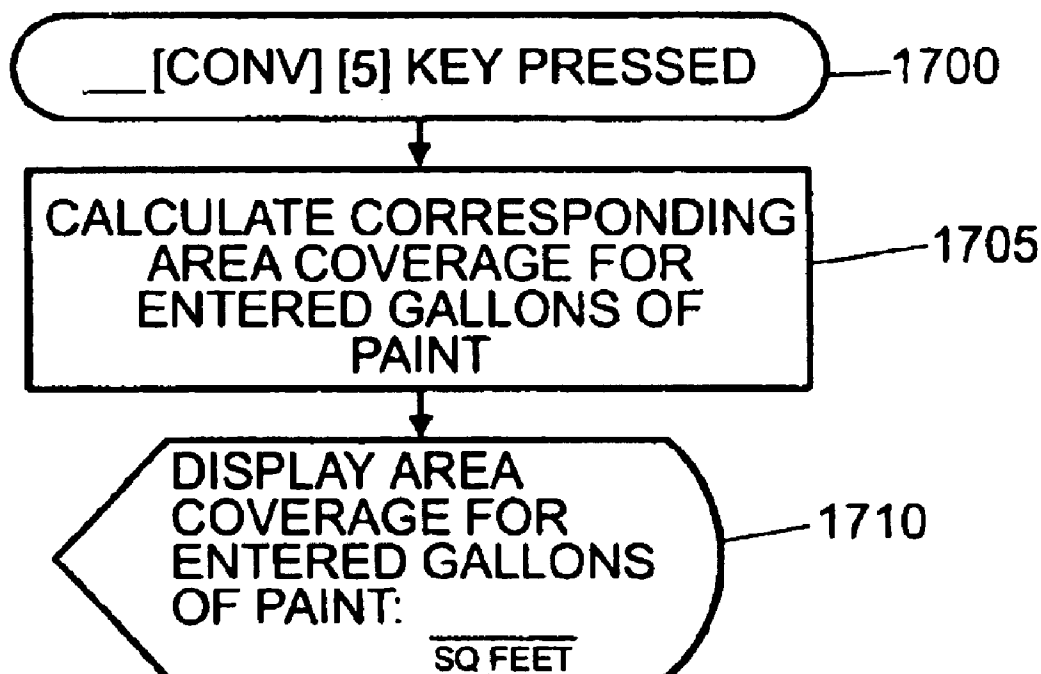 ___[CONV] [5] KEY PRESSED
1700
CALCULATE CORRESPONDING
AREA COVERAGE FOR
ENTERED GALLONS OF
PAINT
1705
DISPLAY AREA
COVERAGE FOR
ENTERED GALLONS
OF PAINT:
SQ FEET
1710